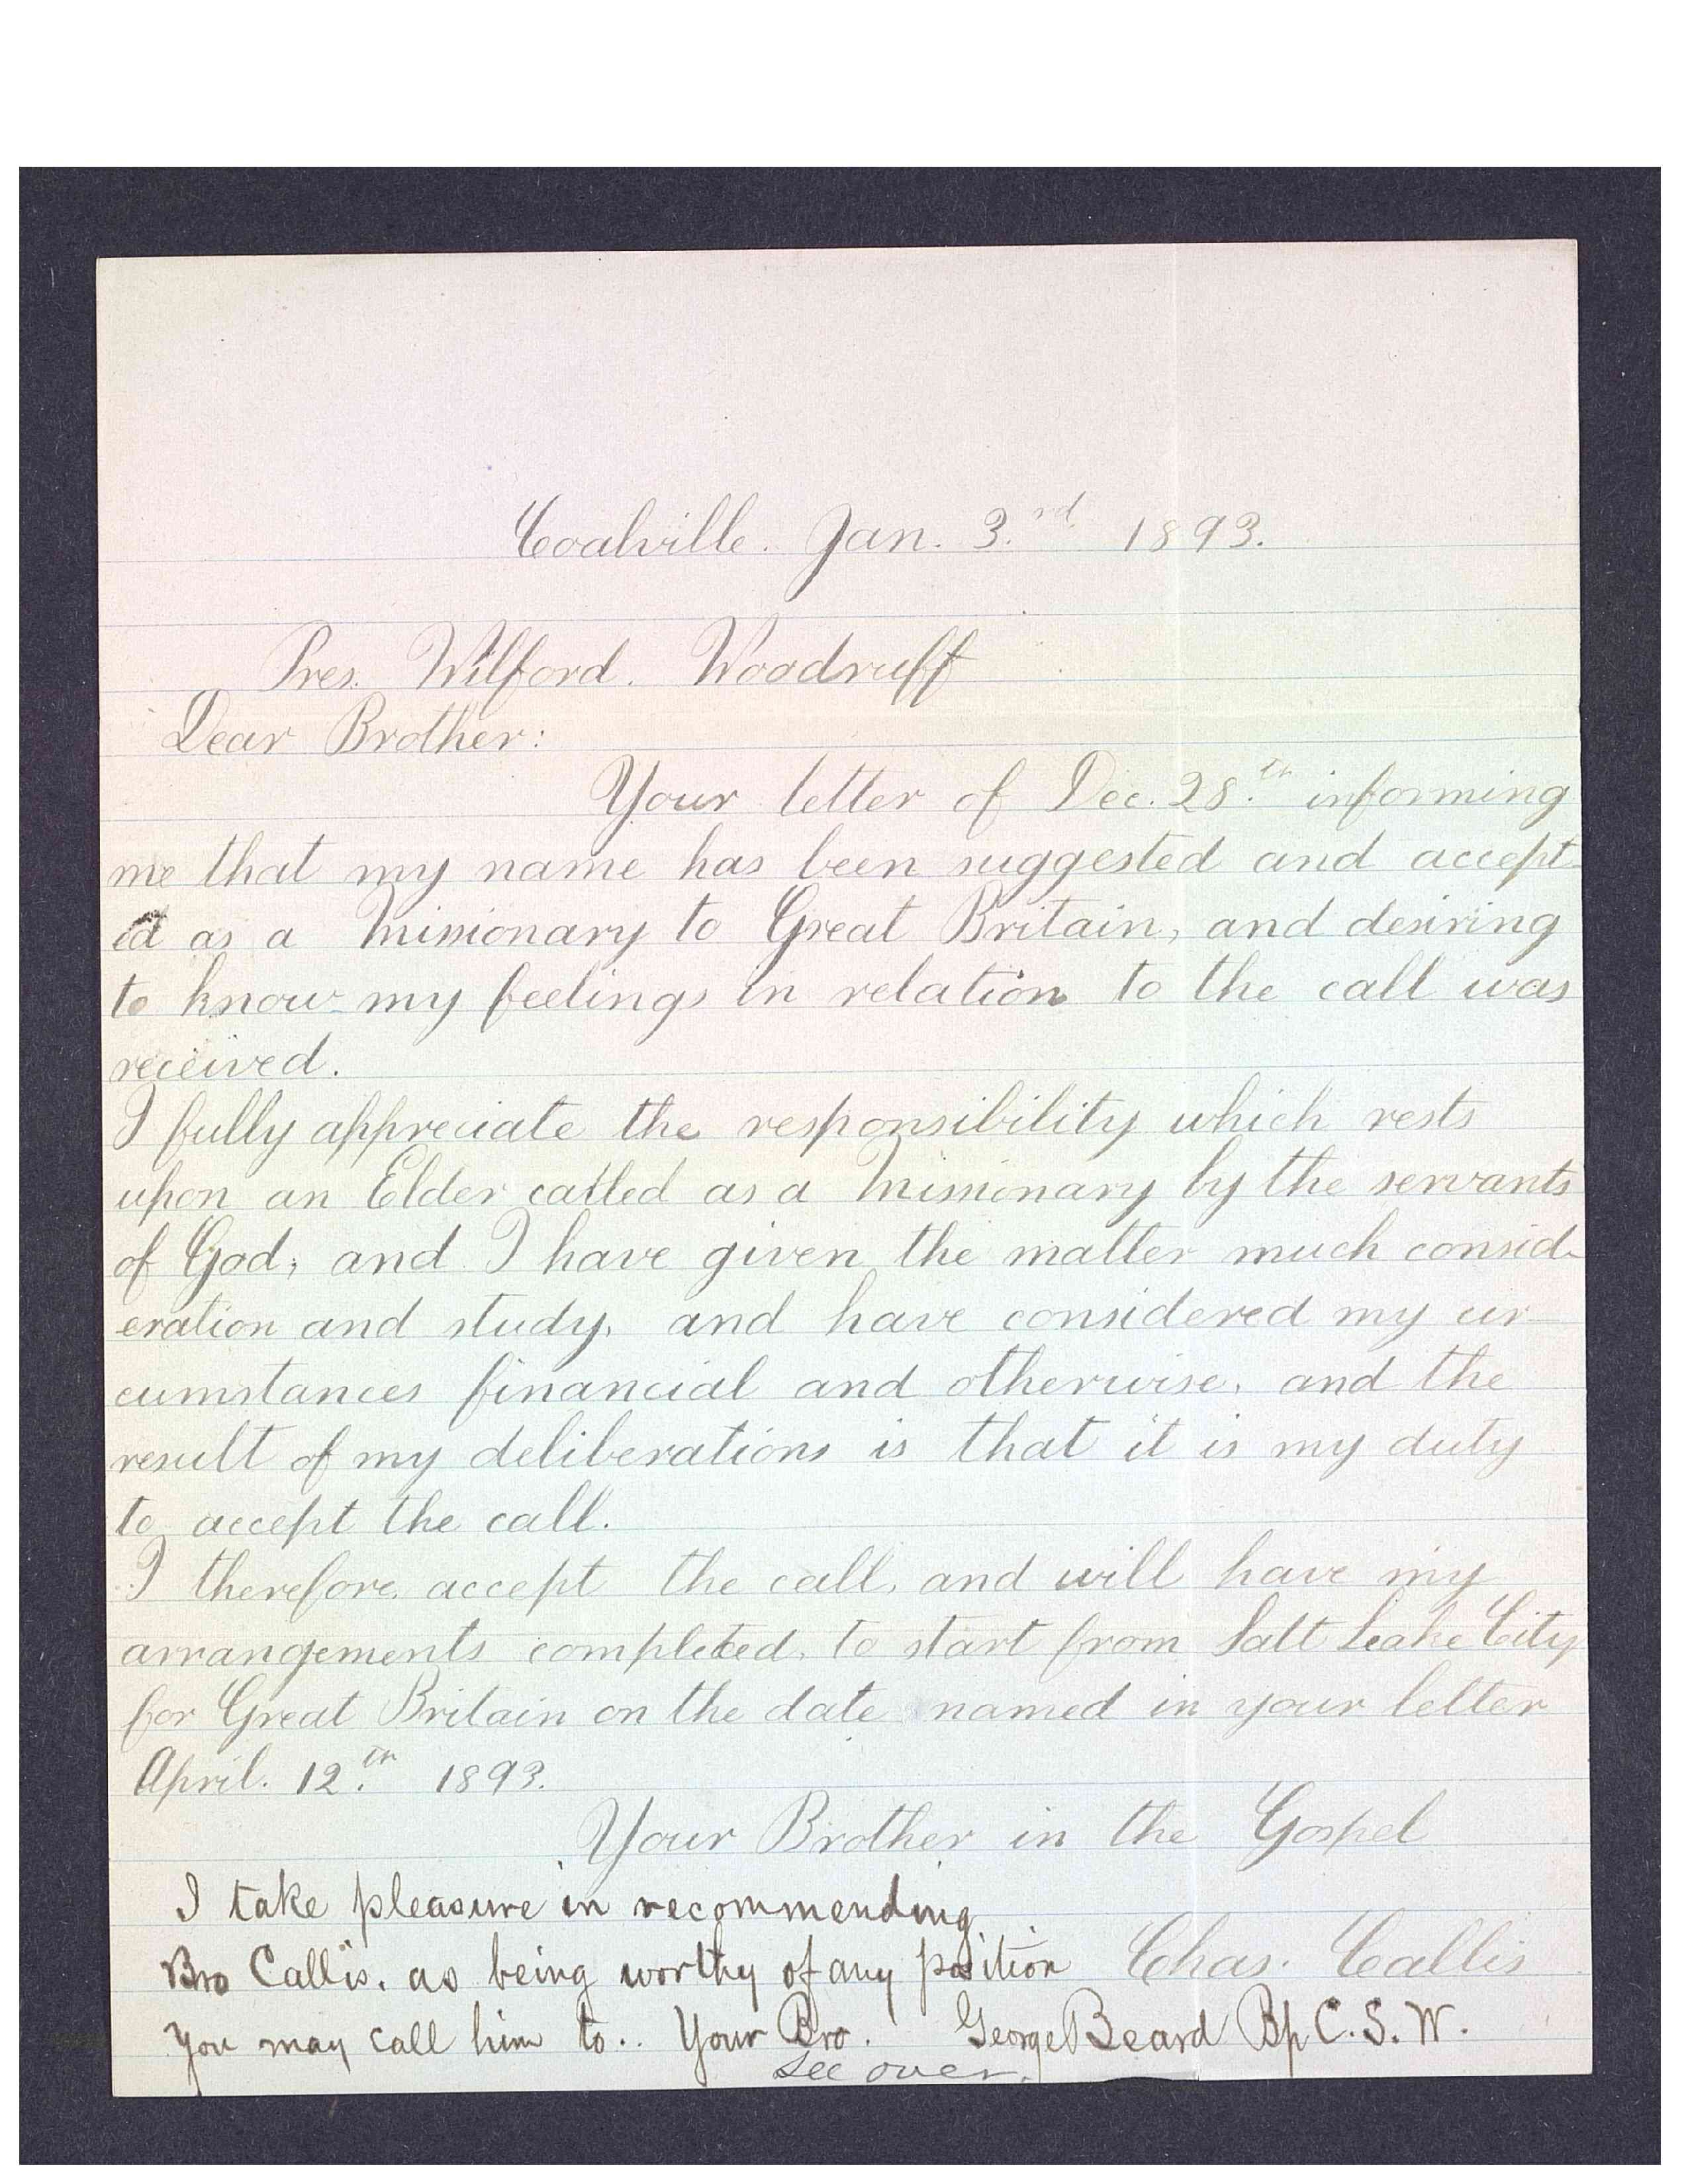 Coalville. Jan. 3.rd 1893.
Pres. Wilford. Woodruff
Dear Brother:
Your letter of Dec. 28.th informing
me that my name has been suggested and accept-
ed as a Missionary to Great Britain, and desiring
to know my feelings in relation to the call was
received.
I fully appreciate the responsibility which rests
upon an Elder called as a Missionary by the servants
of God; and I have given the matter much consid-
eration and study, and have considered my cir-
cumstances financial and otherwise, and the
result of my deliberations is that it is my duty
to accept the call.
I therefore accept the call, and will have my
arrangements completed, to start from Salt Leake City
for Great Britain on the date named in your letter
April. 12.th 1893.
Your Brother in the Gospel
I take pleasure in recommending
Bro Callis. as being worthy of any position Chas. Callis
you may call him to.. Your Bro. George Beard Bp C. S. W.
See over.